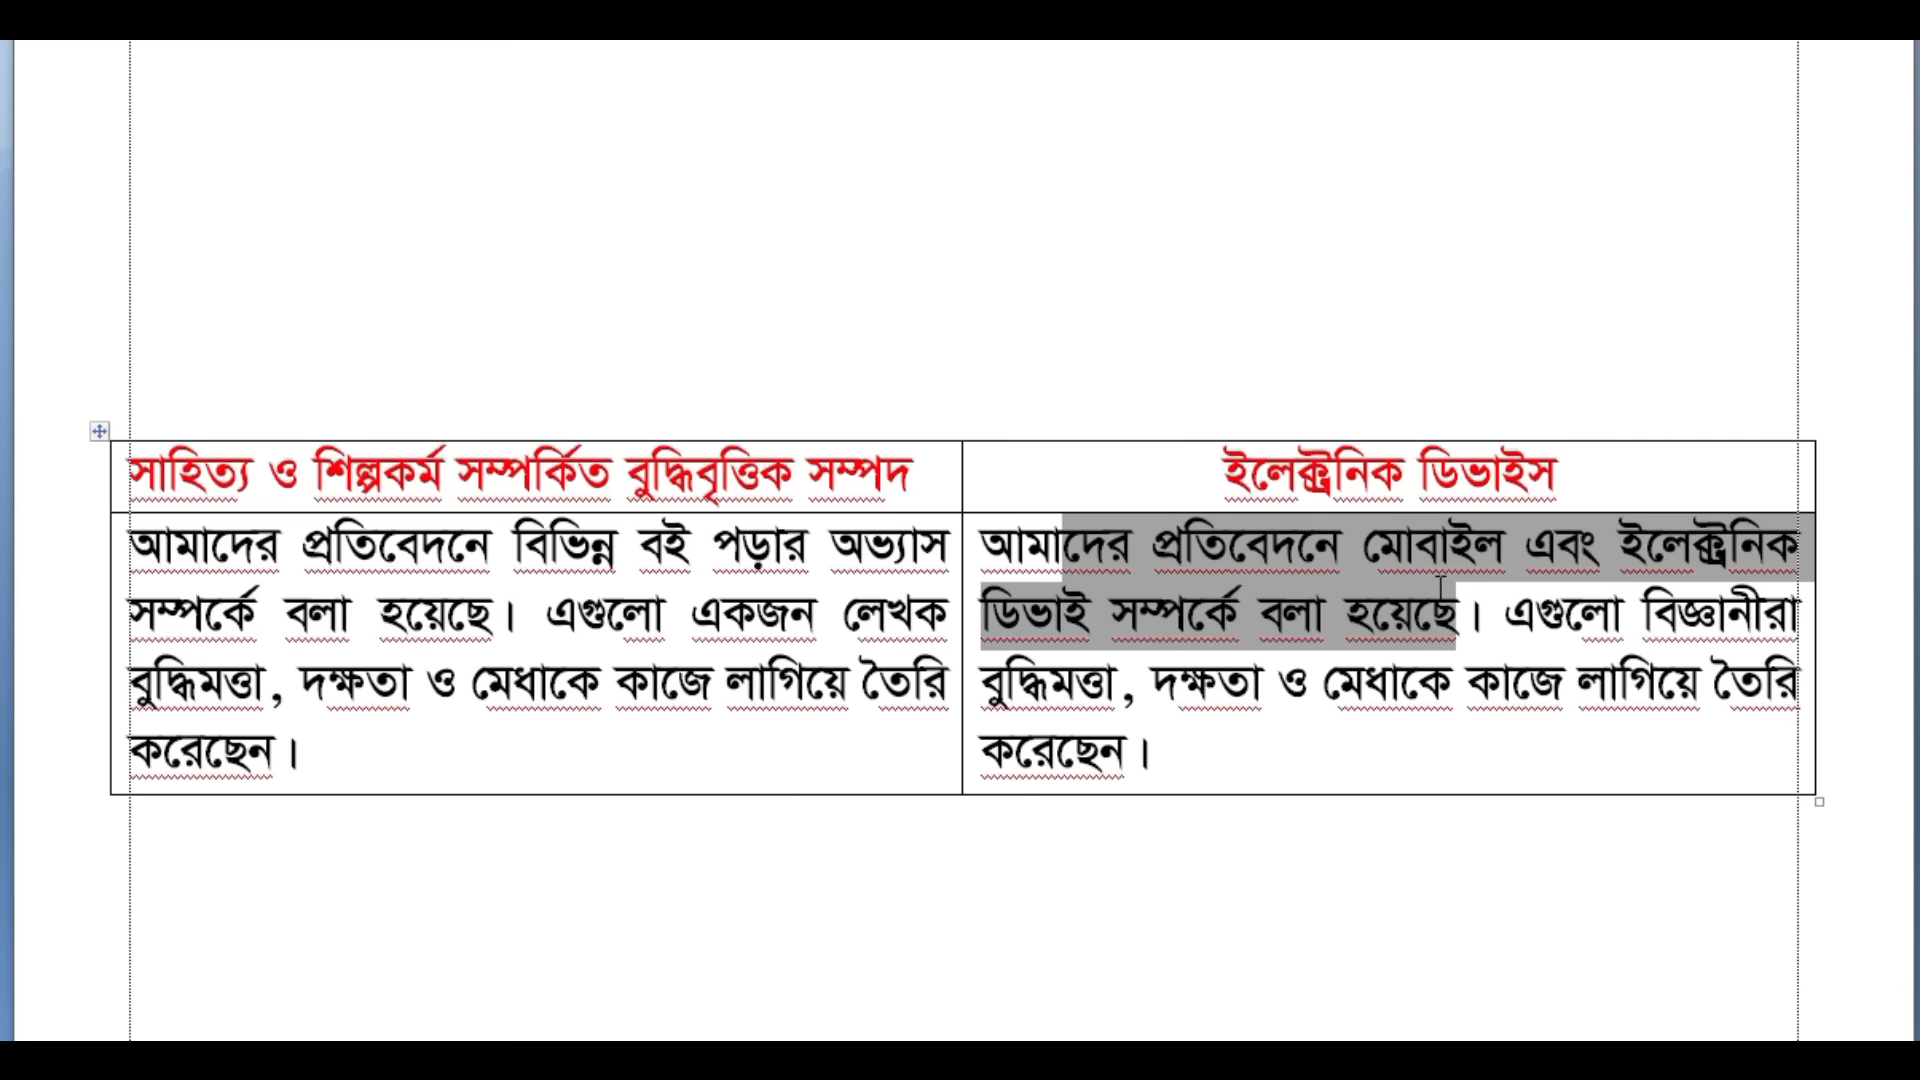 সাহিত্য ও শিল্পকর্ম সম্পর্কিত বুদ্ধিবৃত্তিক সম্পদ
আমাদের প্রতিবেদনে বিভিন্ন বই পড়ার অভ্যাস
সম্পর্কে বলা হয়েছে। এগুলো একজন লেখক
বুদ্ধিমত্তা, দক্ষতা ও মেধাকে কাজে লাগিয়ে তৈরি
করেছেন।
ইলেক্ট্রনিক ডিভাইস
আমাদের প্রতিবেদনে মোবাইল এবং ইলেক্ট্রনিক
ডিভাই সম্পর্কে বলা হয়েছে। এগুলো বিজ্ঞানীরা
বুদ্ধিমত্তা, দক্ষতা ও মেধাকে কাজে লাগিয়ে তৈরি
করেছেন।